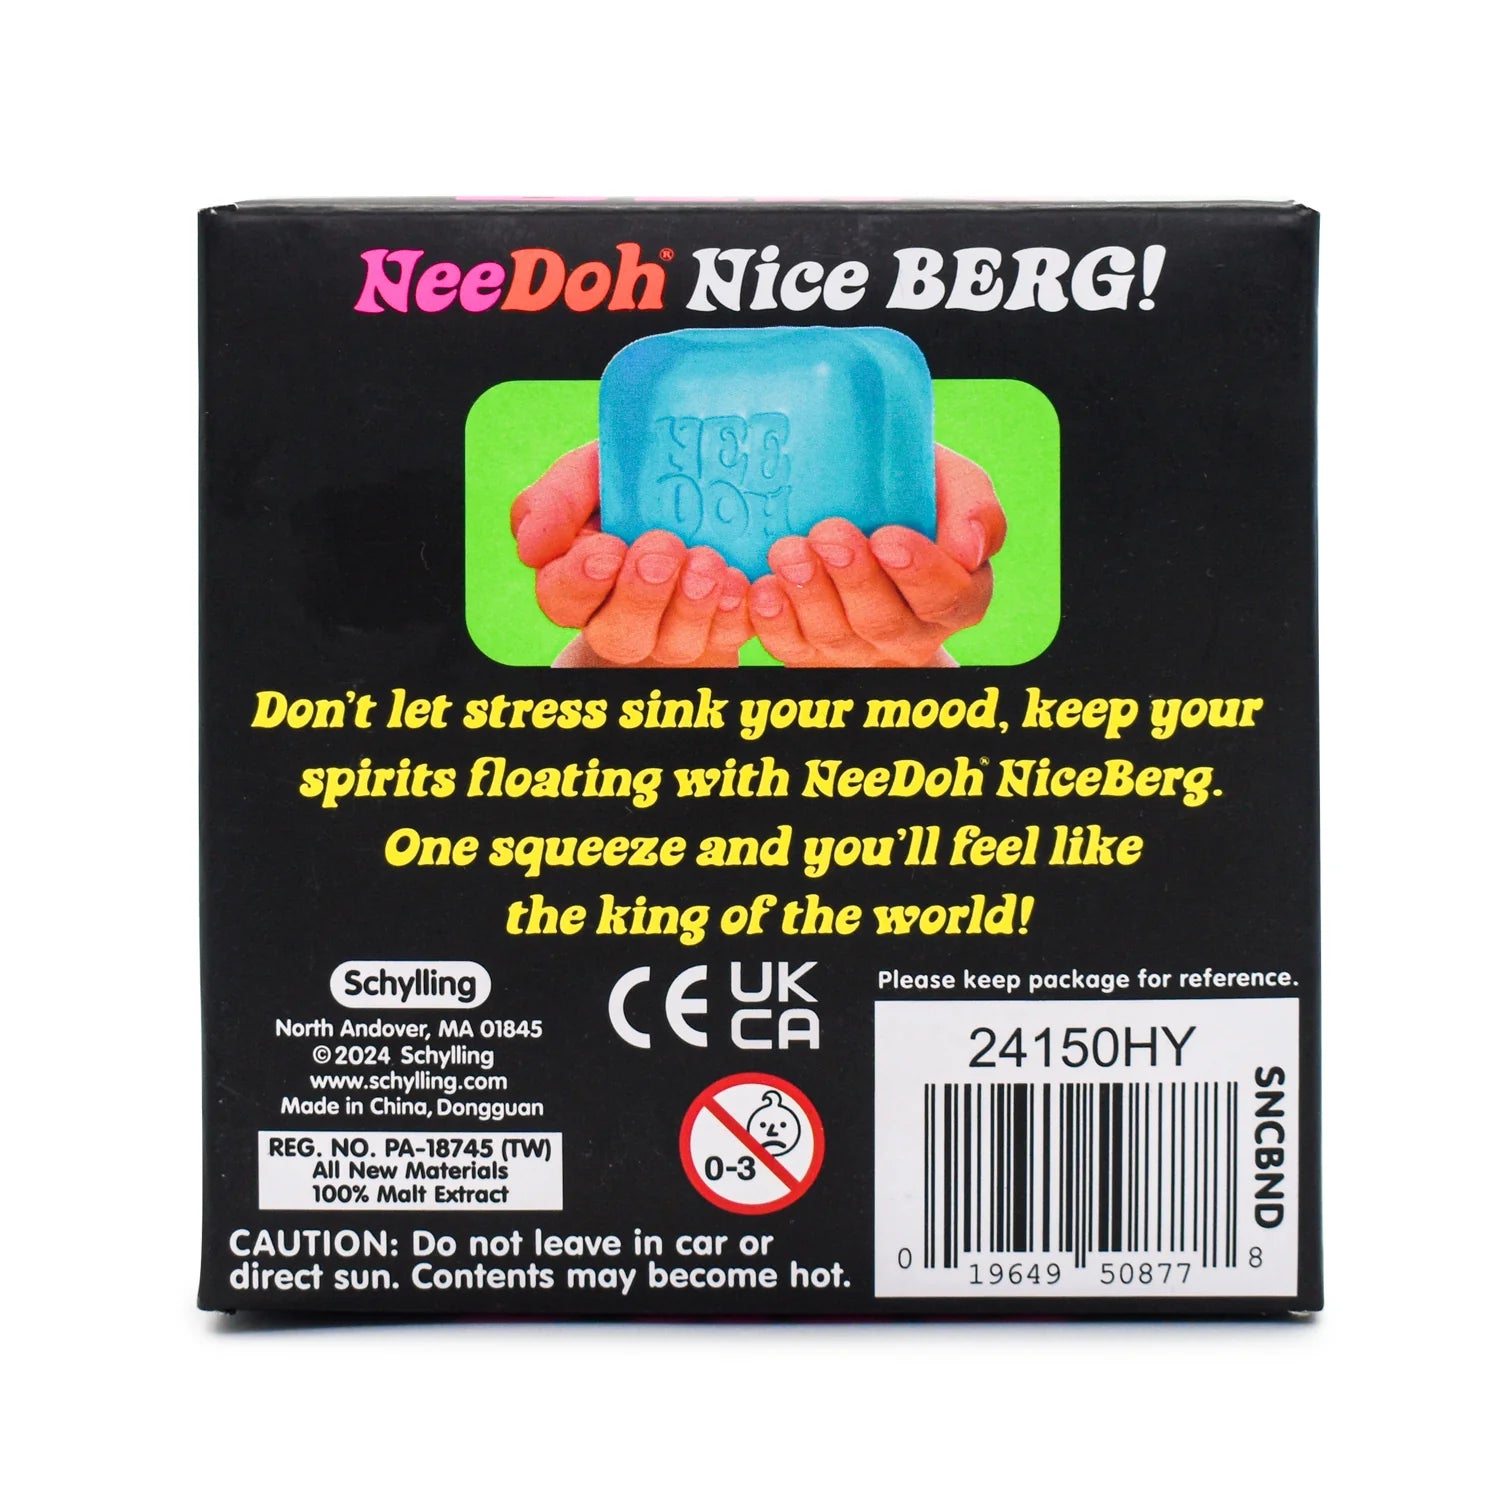 NeeDoh® Nice BERG!
NEE
DOH
Don't let stress sink your mood, keep your
spirits floating with NeeDoh® NiceBerg.
One squeeze and you'll feel like
the king of the world!
Schylling
North Andover, MA 01845
©2024 Schylling
www.schylling.com
Made in China, Dongguan
REG. NO. PA-18745 (TW)
All New Materials
100% Malt Extract
CE
UK
CA
0-3
CAUTION: Do not leave in car or
direct sun. Contents may become hot.
Please keep package for reference.
24150HY
SNCBND
0 19649 50877 8